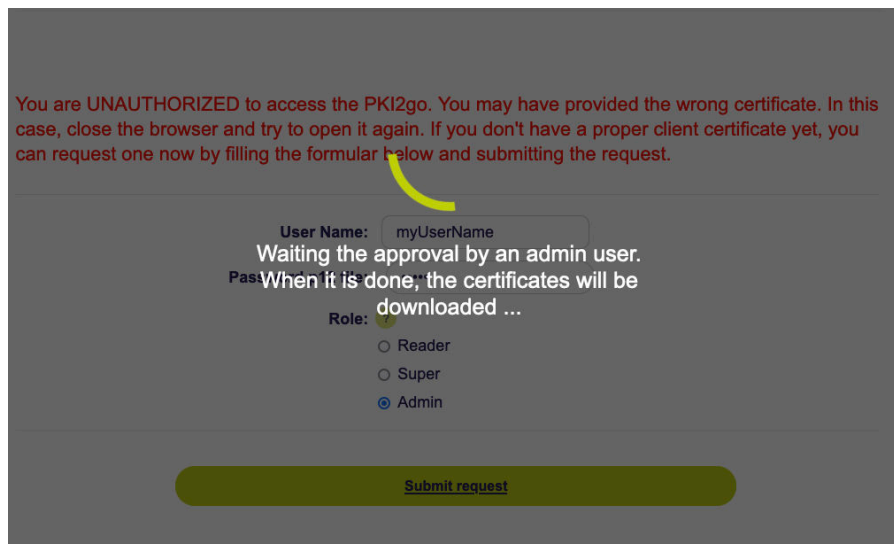 You are UNAUTHORIZED to access the PKI2go. You may have provided the wrong certificate. In this
case, close the browser and try to open it again. If you don't have a proper client certificate yet, you
can request one now by filling the formular below and submitting the request.
User Name: myUserName
Waiting the approval by an admin user.
When it is done, the certificates will be
downloaded ...
file:
Role: ?
Reader
Super
Admin
Submit request